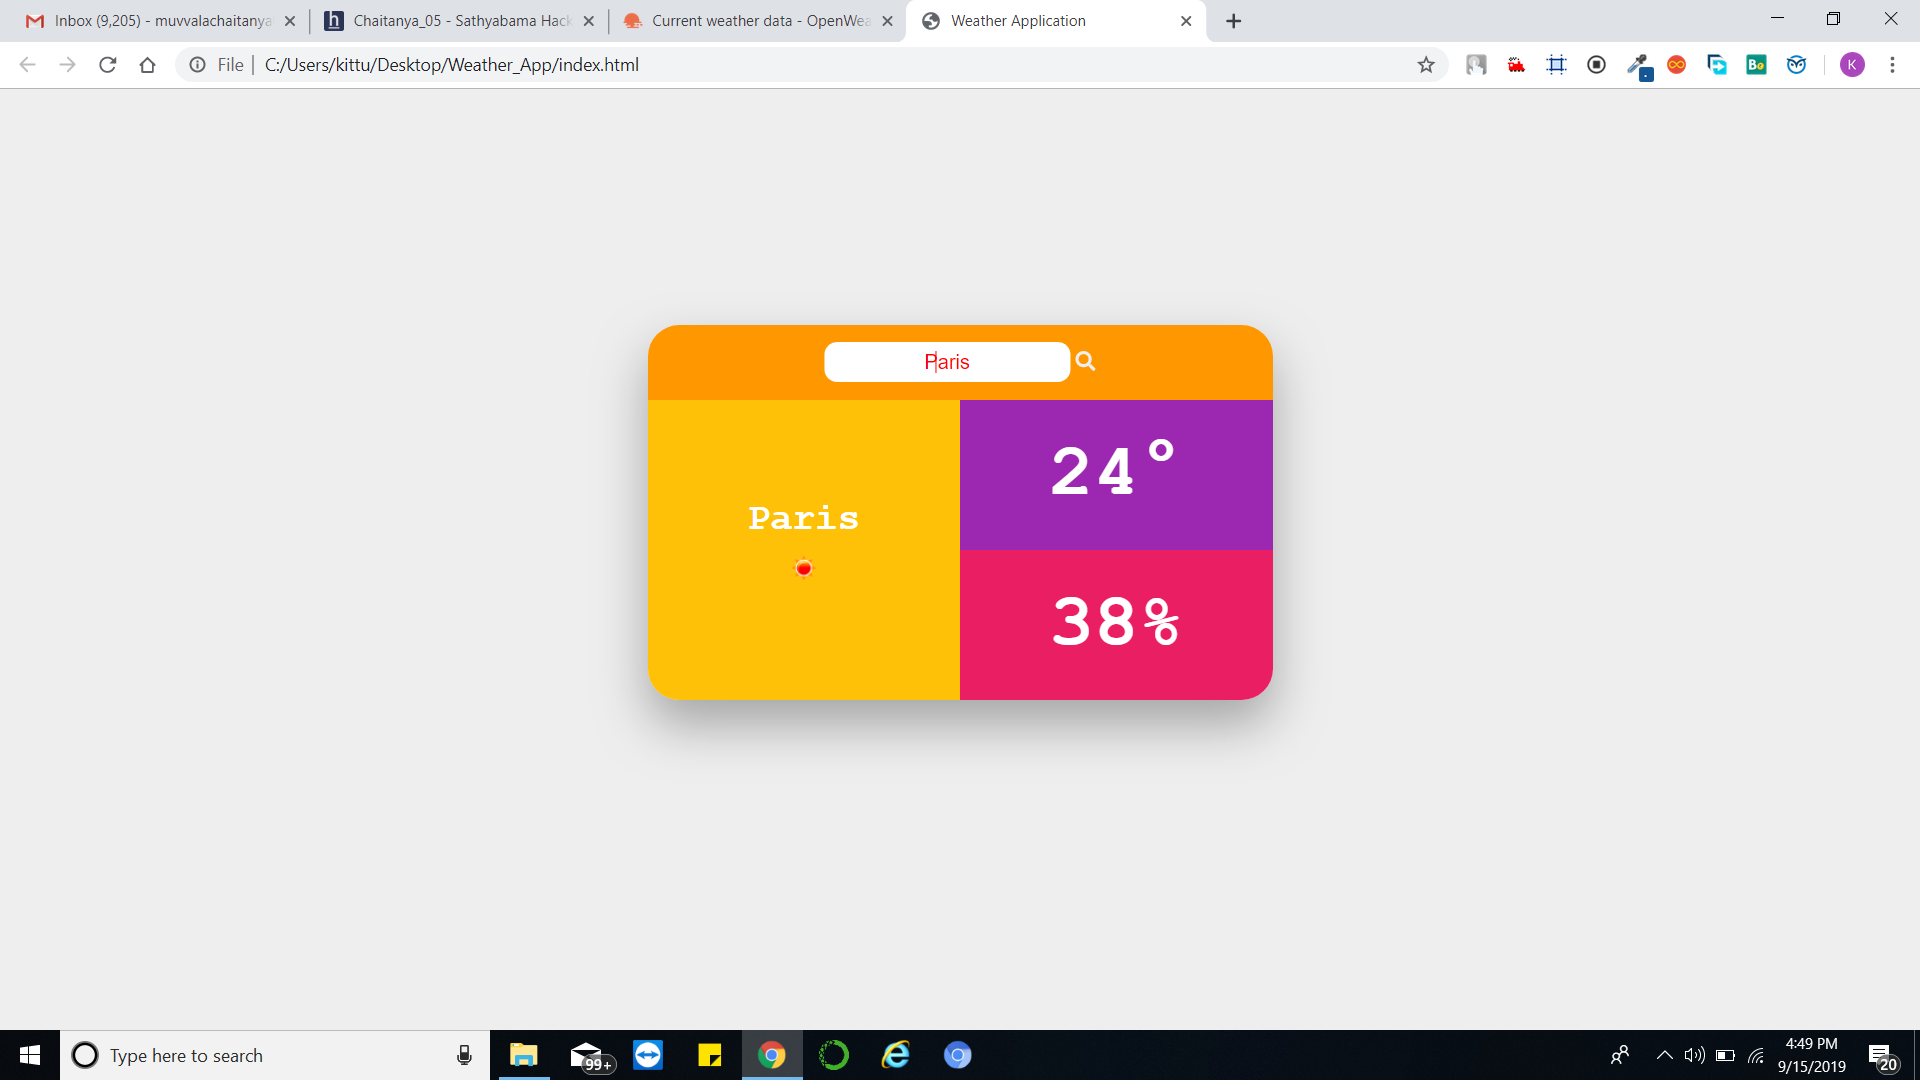 Inbox (9,205) - muvvalachaitanya
Chaitanya_05 - Sathyabama Hack
Current weather data - OpenWea
Weather Application
File
C:/Users/kittu/Desktop/Weather_App/index.html
Be
K
Paris
24°
Paris
38%
Type here to search
99+
4:49 PM
9/15/2019
20